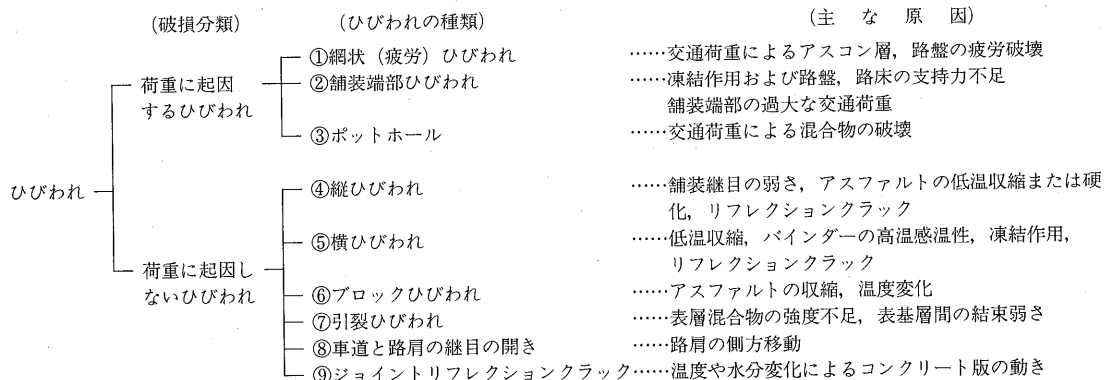 (破損分類) (ひびわれの種類) (主な原因)
①網状（疲労）ひびわれ ……交通荷重によるアスコン層，路盤の疲労破壊
荷重に起因 ②舗装端部ひびわれ ……凍結作用および路盤，路床の支持力不足
するひびわれ 舗装端部の過大な交通荷重
③ポットホール ……交通荷重による混合物の破壊
ひびわれ ④縦ひびわれ ……舗装継目の弱さ，アスファルトの低温収縮または硬
化，リフレクションクラック
⑤横ひびわれ ……低温収縮，バインダーの高温感温性，凍結作用，
荷重に起因し リフレクションクラック
ないひびわれ ⑥ブロックひびわれ ……アスファルトの収縮，温度変化
⑦引裂ひびわれ ……表層混合物の強度不足，表基層間の結束弱さ
⑧車道と路肩の継目の開き ……路肩の側方移動
⑨ジョイントリフレクションクラック……温度や水分変化によるコンクリート版の動き